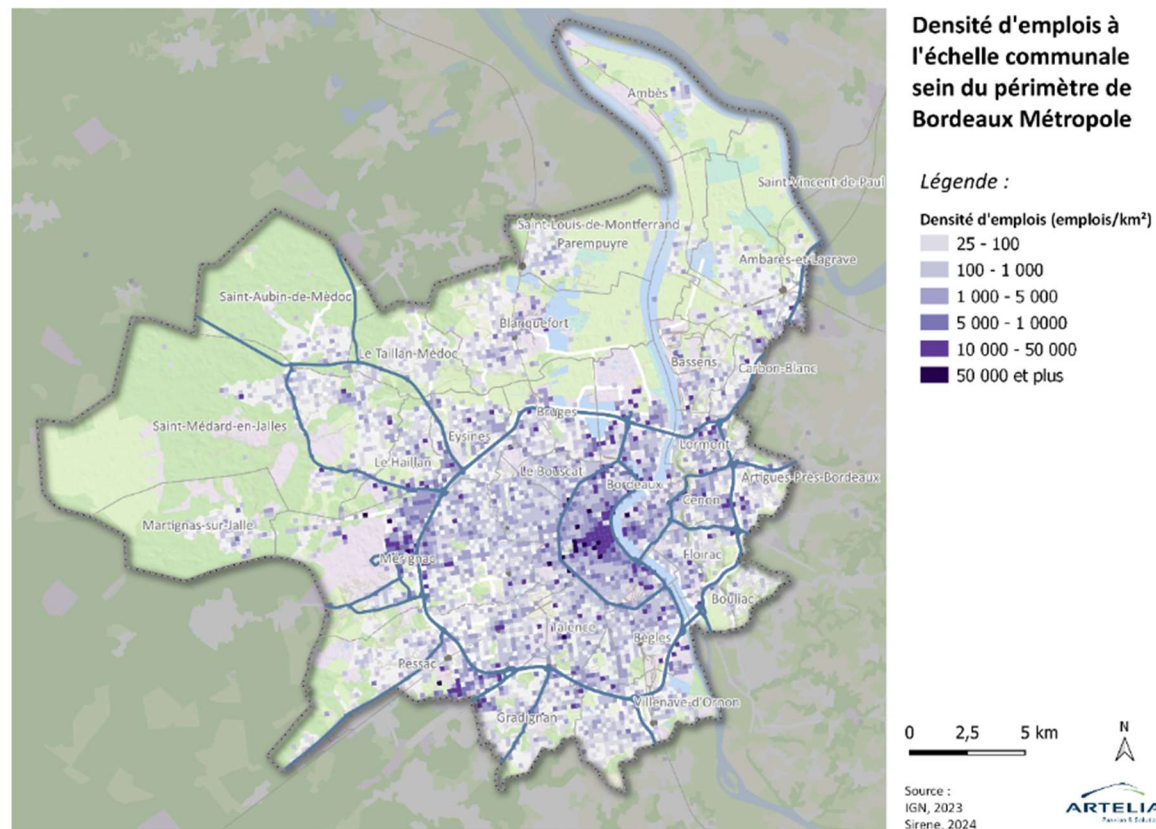 Densité d'emplois à
l'échelle communale
sein du périmètre de
Bordeaux Métropole
Légende :
Densité d'emplois (emplois/km²)
25 - 100
100 - 1 000
1 000 - 5 000
5 000 - 1 0000
10 000 - 50 000
50 000 et plus
Ambès
Saint-Vincent-de-Paul
Saint-Louis-de-Montferrand
Parempuyre
Ambarès-et-Lagrave
Saint-Aubin-de-Médoc
Blanquefort
Le Taillan-Médoc
Bassens
Carbon-Blanc
Bruges
Saint-Médard-en-Jalles
Eysines
Lormont
Le Haillan
Le Bouscat
Artigues-Près-Bordeaux
Bordeaux
Cenon
Martignas-sur-Jalle
Mérignac
Floirac
Bouliac
Talence
Bègles
Pessac
Villenave-d'Ornon
Gradignan
0 2,5 5 km
N
Source :
IGN, 2023
Sirene, 2024
ARTELIA